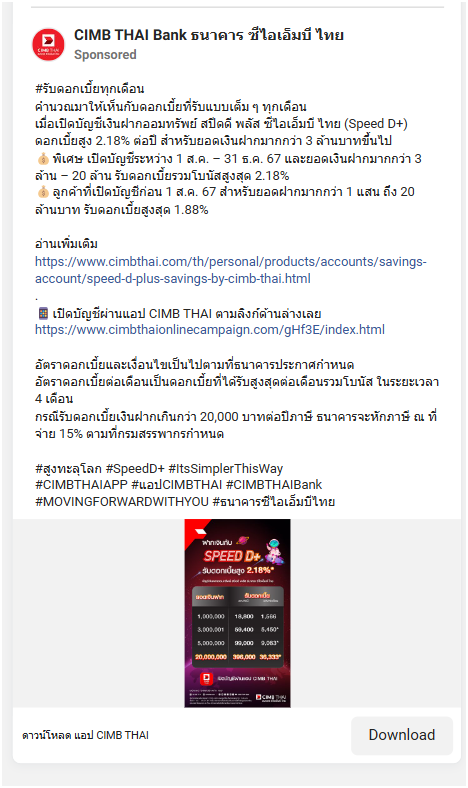 CIMB THAI Bank ธนาคาร ซีไอเอ็มบี ไทย
Sponsored
#รับดอกเบี้ยทุกเดือน
คำนวณมาให้เห็นกับดอกเบี้ยที่รับแบบเต็ม ๆ ทุกเดือน
เมื่อเปิดบัญชีเงินฝากออมทรัพย์ สปีดดี พลัส ซีไอเอ็มบี ไทย (Speed D+)
ดอกเบี้ยสูง 2.18% ต่อปี สำหรับเงินฝากมากกว่า 3 ล้านบาทขึ้นไป
💰 พิเศษ เปิดบัญชีระหว่าง 1 ส.ค. – 31 ธ.ค. 67 และยอดเงินฝากมากกว่า 3
ล้าน – 20 ล้าน รับดอกเบี้ยรวมโบนัสสูงสุด 2.18%
💰 ลูกค้าที่เปิดบัญชีก่อน 1 ส.ค. 67 สำหรับยอดฝากมากกว่า 1 แสน ถึง 20
ล้านบาท รับดอกเบี้ยสูงสุด 1.88%
อ่านเพิ่มเติม
https://www.cimbthai.com/th/personal/products/accounts/savings-
account/speed-d-plus-savings-by-cimb-thai.html
.
📱 เปิดบัญชีผ่านแอป CIMB THAI ตามลิงก์ด้านล่างเลย
https://www.cimbthaionlinecampaign.com/gHf3E/index.html
อัตราดอกเบี้ยและเงื่อนไขเป็นไปตามที่ธนาคารประกาศกำหนด
อัตราดอกเบี้ยต่อเดือนเป็นดอกเบี้ยที่ได้รับสูงสุดต่อเดือนรวมโบนัส ในระยะเวลา
4 เดือน
กรณีรับดอกเบี้ยเงินฝากเกินกว่า 20,000 บาทต่อปีภาษี ธนาคารจะหักภาษี ณ ที่
จ่าย 15% ตามที่กรมสรรพากรกำหนด
#สูงทะลุโลก #SpeedD+ #ItsSimplerThisWay
#CIMBTHAIAPP #แอปCIMBTHAI #CIMBTHAIBank
#MOVINGFORWARDWITHYOU #ธนาคารซีไอเอ็มบีไทย
ฝากเงินกับ
SPEED D+
รับดอกเบี้ยสูง 2.18%*
ยอดเงินฝาก รับดอกเบี้ย
1,000,000 18,800 1,566
3,000,001 59,400 5,450*
5,000,000 99,000 9,083*
20,000,000 396,000 36,333*
CIMB THAI
ดาวน์โหลด แอป CIMB THAI
Download